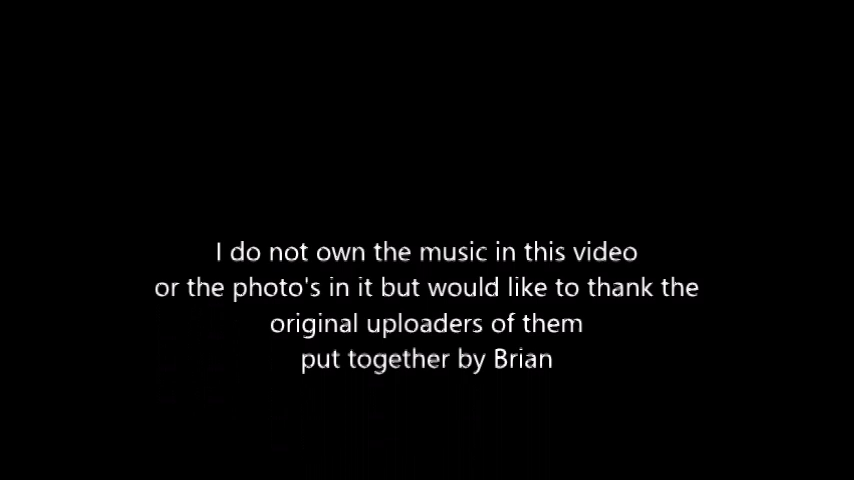 I do not own the music in this video
or the photo's in it but would like to thank the
original uploaders of them
put together by Brian